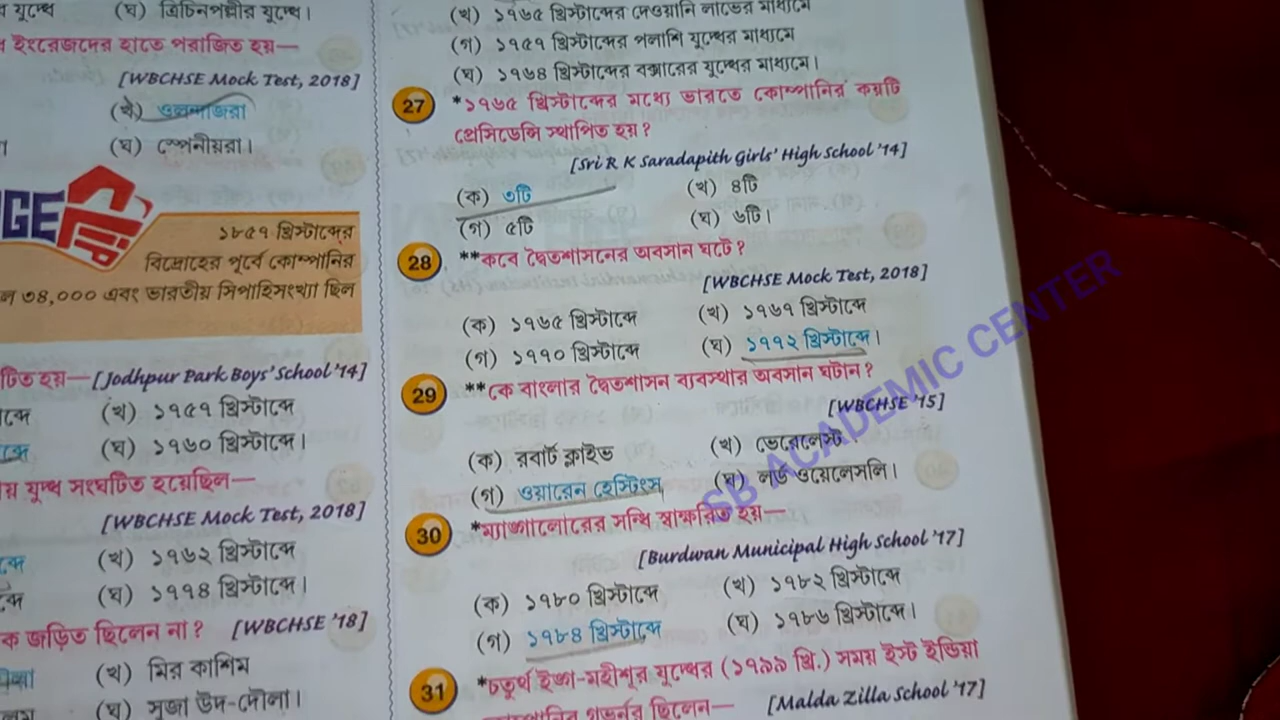 যুদ্ধে (ঘ) ত্রিচিনপল্লীর যুদ্ধে।
ইংরেজদের হাতে পরাজিত হয়—
[WBCHSE Mock Test, 2018]
(খ) ওলন্দাজরা
(ঘ) স্পেনীয়রা।
১৮৫৭ খ্রিস্টাব্দের
বিদ্রোহের পূর্বে কোম্পানির
৩৪,০০০ এবং ভারতীয় সিপাহিসংখ্যা ছিল
হয়— [Jodhpur Park Boys' School '14]
(খ) ১৭৫৭ খ্রিস্টাব্দে
(ঘ) ১৭৬০ খ্রিস্টাব্দে।
যুদ্ধ সংঘটিত হয়েছিল—
[WBCHSE Mock Test, 2018]
(খ) ১৭৬২ খ্রিস্টাব্দে
(ঘ) ১৭৭৪ খ্রিস্টাব্দে।
জড়িত ছিলেন না? [WBCHSE '18]
(খ) মির কাশিম
(ঘ) সুজা উদ-দৌলা।
(খ) ১৭৬৫ খ্রিস্টাব্দের দেওয়ানি লাভের মাধ্যমে
(গ) ১৭৫৭ খ্রিস্টাব্দের পলাশি যুদ্ধের মাধ্যমে
(ঘ) ১৭৬৪ খ্রিস্টাব্দের বক্সারের যুদ্ধের মাধ্যমে।
27 *১৭৬৫ খ্রিস্টাব্দের মধ্যে ভারতে কোম্পানির কয়টি
প্রেসিডেন্সি স্থাপিত হয়?
[Sri R K Saradapith Girls' High School '14]
(ক) ৩টি (খ) ৪টি
(গ) ৫টি (ঘ) ৬টি।
28 **কবে দ্বৈতশাসনের অবসান ঘটে?
[WBCHSE Mock Test, 2018]
(ক) ১৭৬৫ খ্রিস্টাব্দে (খ) ১৭৬৭ খ্রিস্টাব্দে
(গ) ১৭৭০ খ্রিস্টাব্দে (ঘ) ১৭৭২ খ্রিস্টাব্দে।
29 **কে বাংলার দ্বৈতশাসন ব্যবস্থার অবসান ঘটান?
[WBCHSE '15]
(ক) রবার্ট ক্লাইভ (খ) ভেরেলেস্ট
(গ) ওয়ারেন হেস্টিংস (ঘ) লর্ড ওয়েলেসলি।
30 *ম্যাঙ্গালোরের সন্ধি স্বাক্ষরিত হয়—
[Burdwan Municipal High School '17]
(ক) ১৭৮০ খ্রিস্টাব্দে (খ) ১৭৮২ খ্রিস্টাব্দে
(গ) ১৭৮৪ খ্রিস্টাব্দে (ঘ) ১৭৮৬ খ্রিস্টাব্দে।
31 *চতুর্থ ইঙ্গ-মহীশূর যুদ্ধের (১৭৯৯ খ্রি.) সময় ইস্ট ইন্ডিয়া
গভর্নর ছিলেন— [Malda Zilla School '17]
SB ACADEMIC CENTER